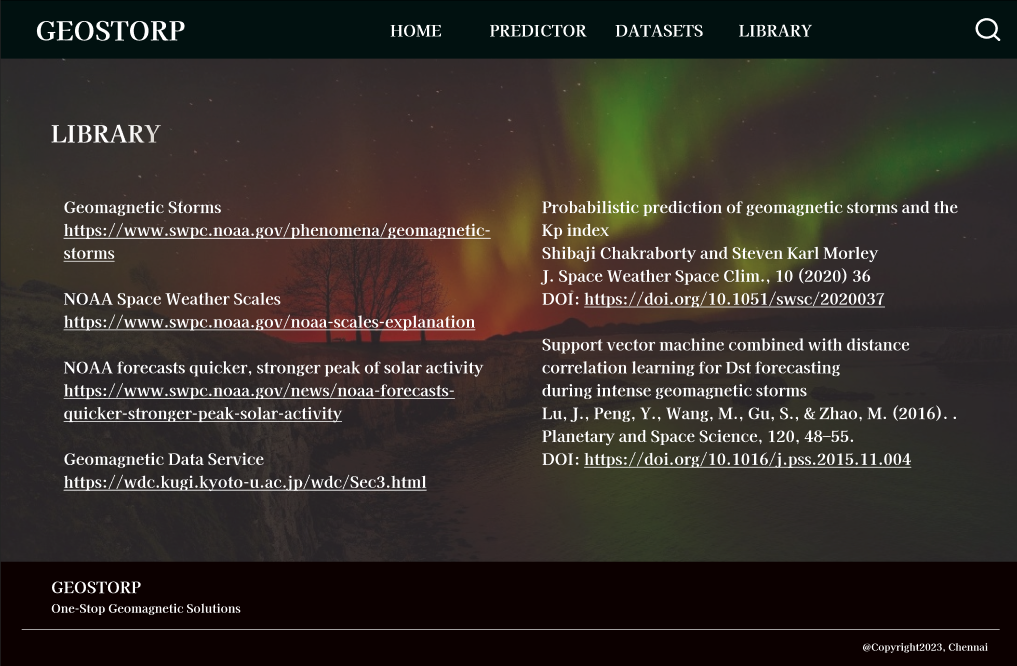 GEOSTORP
HOME
PREDICTOR
DATASETS
LIBRARY
LIBRARY
Geomagnetic Storms
https://www.swpc.noaa.gov/phenomena/geomagnetic-
storms
NOAA Space Weather Scales
https://www.swpc.noaa.gov/noaa-scales-explanation
NOAA forecasts quicker, stronger peak of solar activity
https://www.swpc.noaa.gov/news/noaa-forecasts-
quicker-stronger-peak-solar-activity
Geomagnetic Data Service
https://wdc.kugi.kyoto-u.ac.jp/wdc/Sec3.html
Probabilistic prediction of geomagnetic storms and the
Kp index
Shibaji Chakraborty and Steven Karl Morley
J. Space Weather Space Clim., 10 (2020) 36
DOI: https://doi.org/10.1051/swsc/2020037
Support vector machine combined with distance
correlation learning for Dst forecasting
during intense geomagnetic storms
Lu, J., Peng, Y., Wang, M., Gu, S., & Zhao, M. (2016). .
Planetary and Space Science, 120, 48–55.
DOI: https://doi.org/10.1016/j.pss.2015.11.004
GEOSTORP
One-Stop Geomagnetic Solutions
@Copyright2023, Chennai